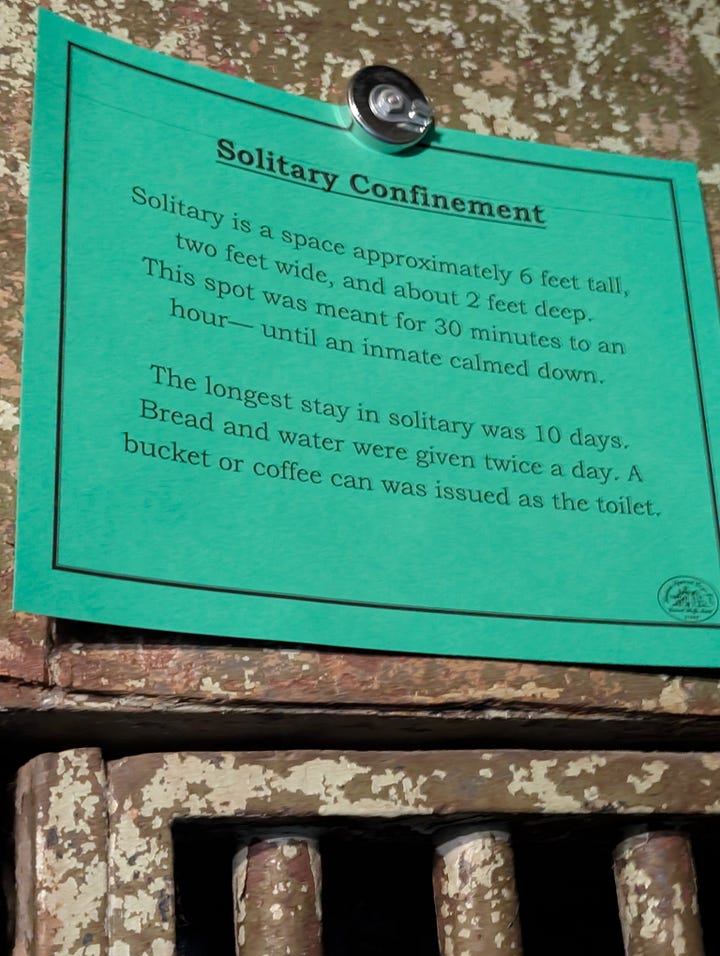 Solitary Confinement
Solitary is a space approximately 6 feet tall,
two feet wide, and about 2 feet deep.
This spot was meant for 30 minutes to an
hour— until an inmate calmed down.
The longest stay in solitary was 10 days.
Bread and water were given twice a day. A
bucket or coffee can was issued as the toilet.